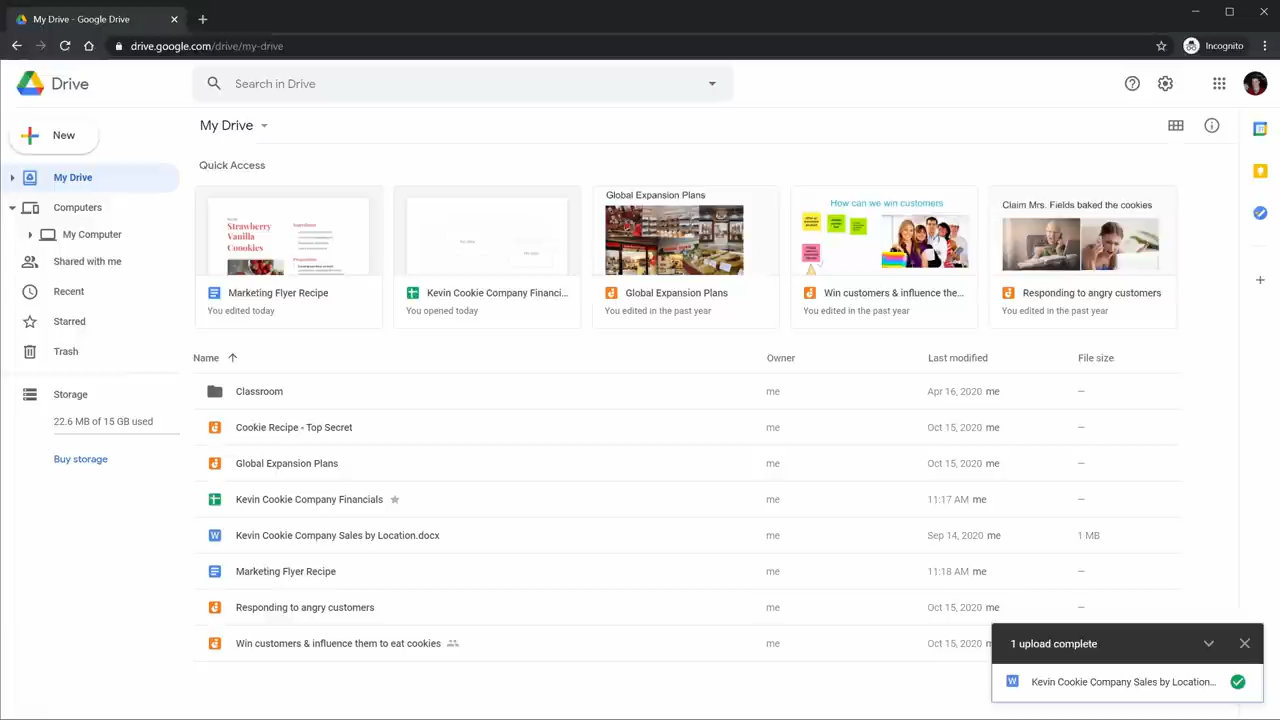 My Drive - Google Drive
drive.google.com/drive/my-drive
Incognito
Drive
Search in Drive
New
My Drive
Computers
My Computer
Shared with me
Recent
Starred
Trash
Storage
22.6 MB of 15 GB used
Buy storage
My Drive
Quick Access
Strawberry
Vanilla
Coookies
Marketing Flyer Recipe
You edited today
Kevin Cookie Company Financi...
You opened today
Global Expansion Plans
Global Expansion Plans
You edited in the past year
How can we win customers
Win customers & influence the...
You edited in the past year
Claim Mrs. Fields baked the cookies
Responding to angry customers
You edited in the past year
Name Owner Last modified File size
Classroom me Apr 16, 2020 me –
Cookie Recipe - Top Secret me Oct 15, 2020 me –
Global Expansion Plans me Oct 15, 2020 me –
Kevin Cookie Company Financials me 11:17 AM me –
Kevin Cookie Company Sales by Location.docx me Sep 14, 2020 me 1 MB
Marketing Flyer Recipe me 11:18 AM me –
Responding to angry customers me Oct 15, 2020 me –
Win customers & influence them to eat cookies me Oct 15, 2020
1 upload complete
Kevin Cookie Company Sales by Location...